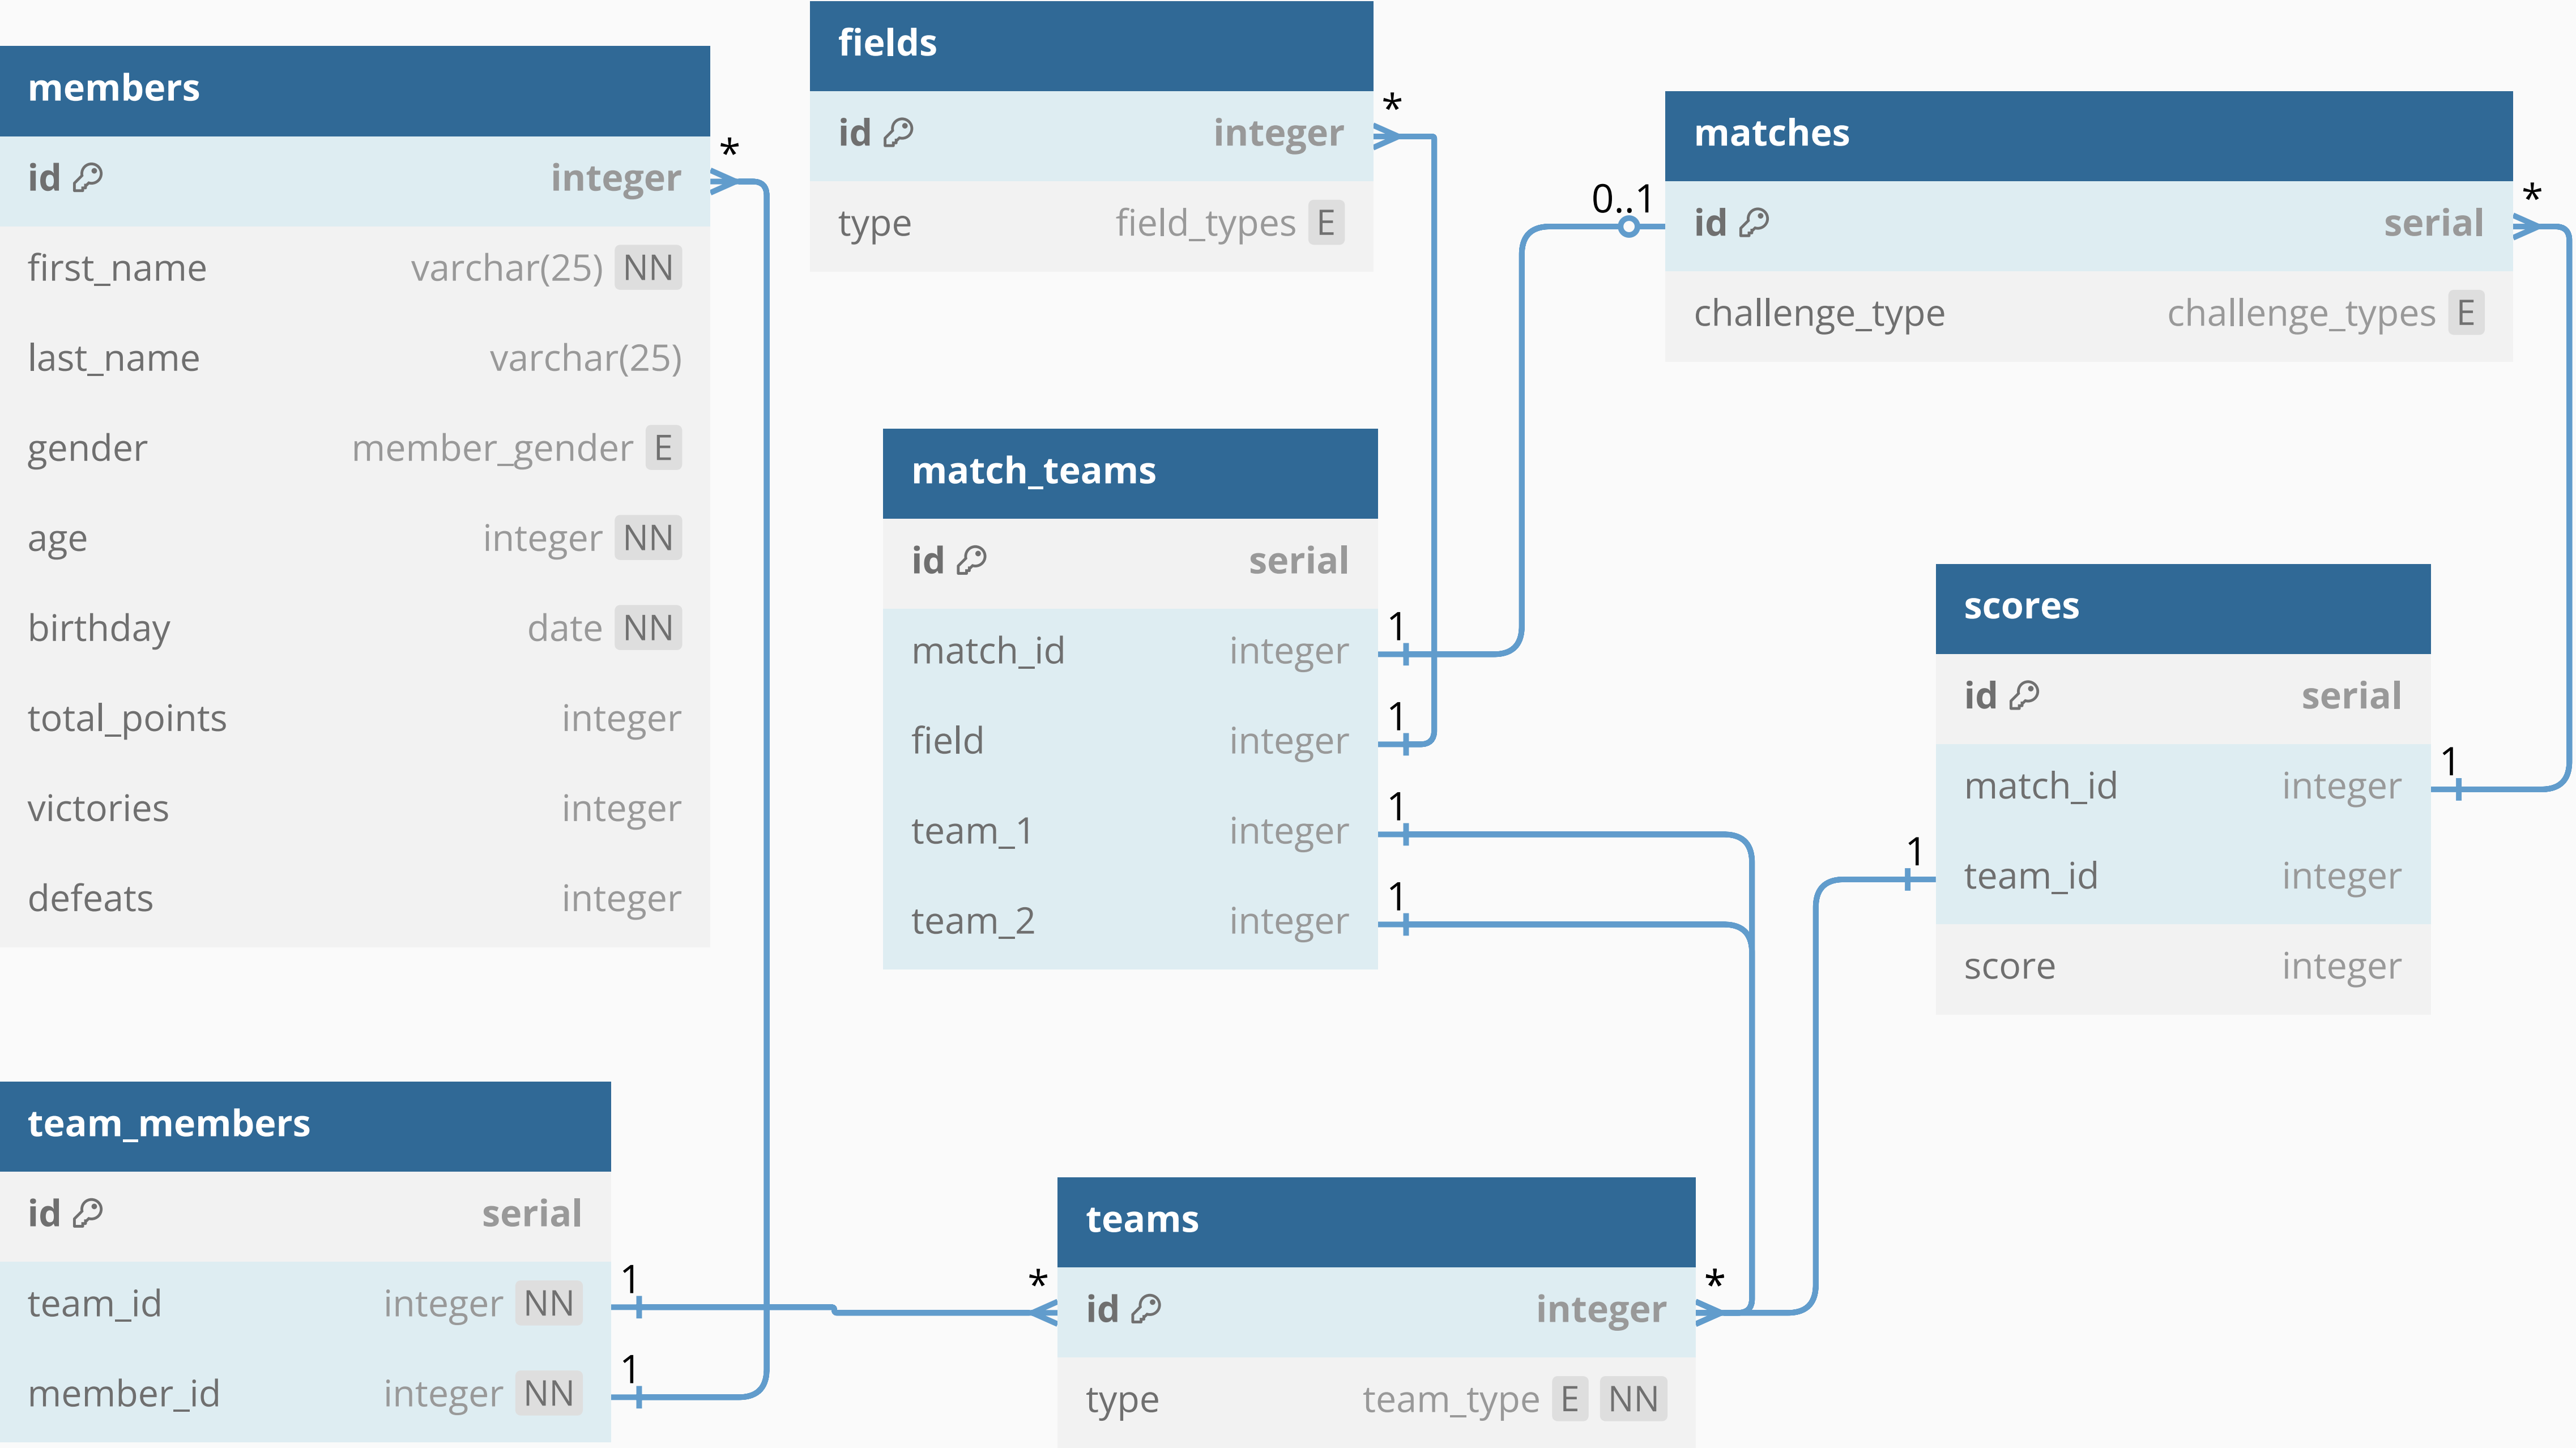 members
id integer
first_name varchar(25) NN
last_name varchar(25)
gender member_gender E
age integer NN
birthday date NN
total_points integer
victories integer
defeats integer
*
fields
id integer
type field_types E
*
matches
id serial
challenge_type challenge_types E
0..1
*
match_teams
id serial
match_id integer
field integer
team_1 integer
team_2 integer
1
1
1
1
scores
id serial
match_id integer
team_id integer
score integer
1
1
team_members
id serial
team_id integer NN
member_id integer NN
1
1
teams
id integer
type team_type E NN
*
*